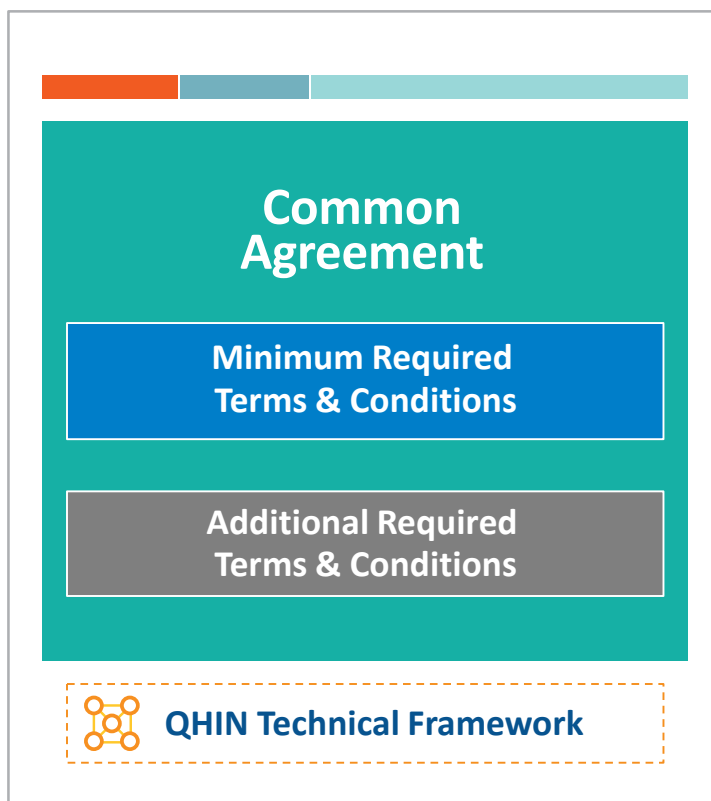 Common
Agreement
Minimum Required
Terms & Conditions
Additional Required
Terms & Conditions
QHIN Technical Framework